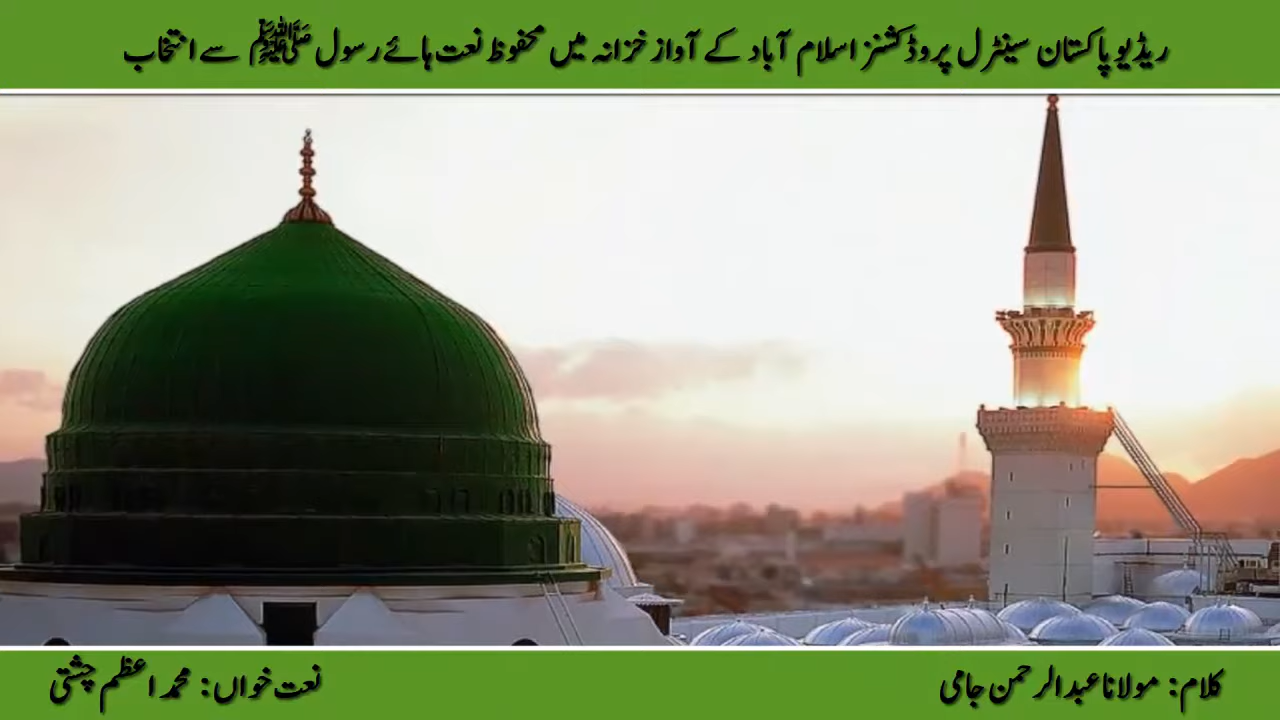 ریڈیو پاکستان سینٹرل پروڈکشنز اسلام آباد کے آواز خزانہ میں محفوظ نعت ہائے رسول ﷺ سے انتخاب
کلام: مولانا عبدالرحمن جامی
نعت خواں: محمد اعظم چشتی